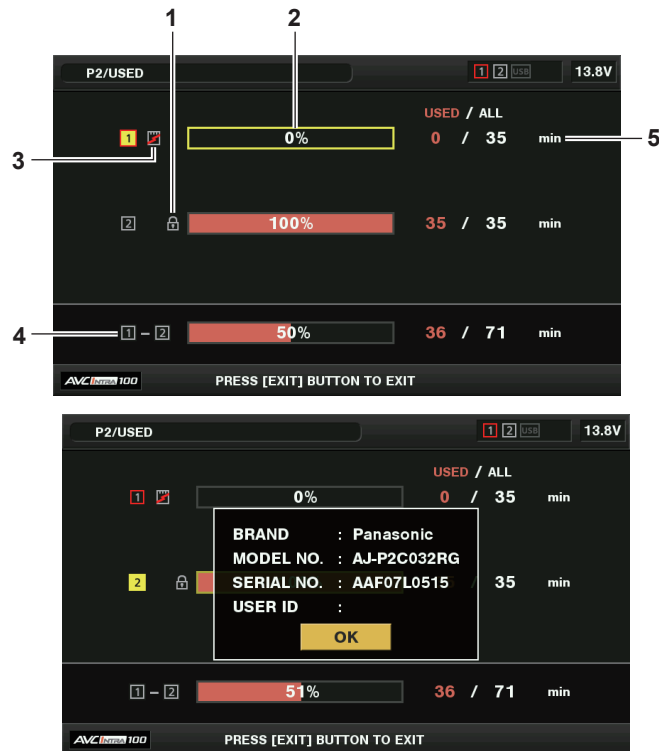 1 2
P2/USED 1 2 USB 13.8V
USED / ALL
1 0% 0 / 35 min 5
3
2 100% 35 / 35 min
4 1 – 2 50% 36 / 71 min
AVC INTRA 100 PRESS [EXIT] BUTTON TO EXIT
P2/USED 1 2 USB 13.8V
USED / ALL
1 0% 0 / 35 min
BRAND : Panasonic
MODEL NO. : AJ-P2C032RG
2 SERIAL NO. : AAF07L0515 / 35 min
USER ID :
OK
1 – 2 51% 36 / 71 min
AVC INTRA 100 PRESS [EXIT] BUTTON TO EXIT